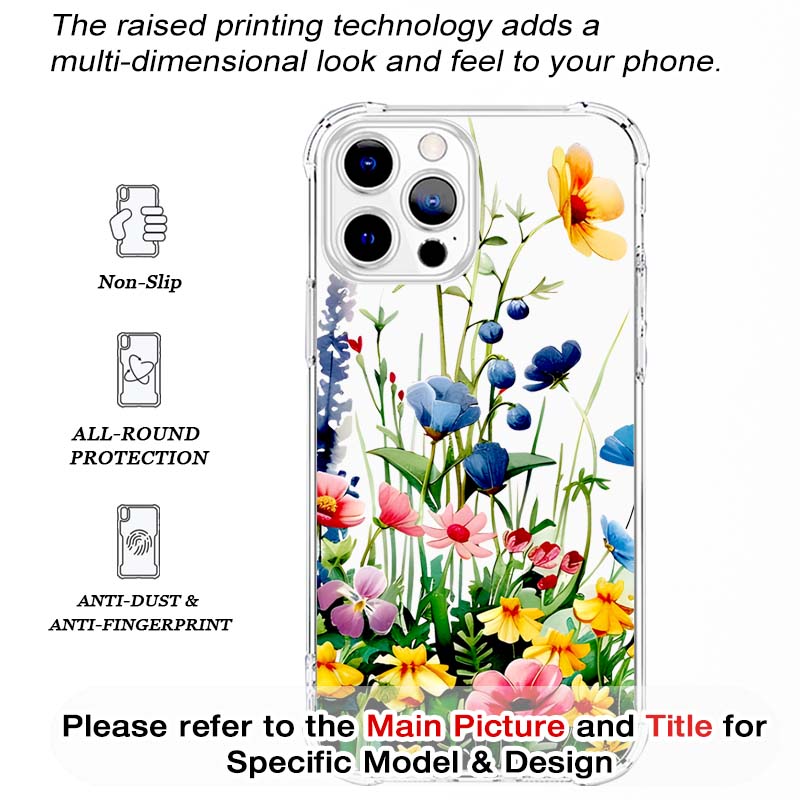 The raised printing technology adds a
multi-dimensional look and feel to your phone.
Non-Slip
ALL-ROUND
PROTECTION
ANTI-DUST &
ANTI-FINGERPRINT
Please refer to the Main Picture and Title for
Specific Model & Design